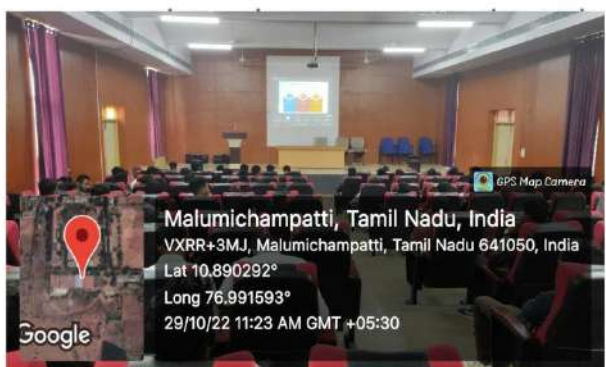 GPS Map Camera
Malumichampatti, Tamil Nadu, India
VXRR+3MJ, Malumichampatti, Tamil Nadu 641050, India
Lat 10.890292°
Long 76.991593°
29/10/22 11:23 AM GMT +05:30
Google